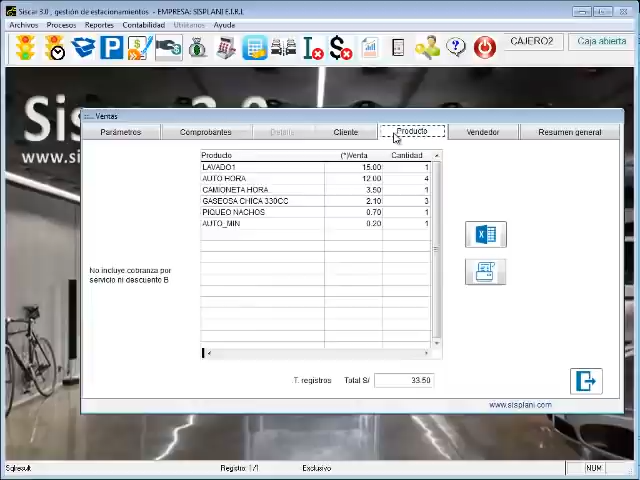 Siscar 3.0 , gestión de estacionamientos - EMPRESA: SISPLANI E.I.R.L
Archivos Procesos Reportes Contabilidad Utilitarios Ayuda
P
CAJERO2 Caja abierta
::... Ventas
Parámetros Comprobantes Detalle Cliente Producto Vendedor Resumen general
Producto (*)Venta Cantidad
LAVADO1 15.00 1
AUTO HORA 12.00 4
CAMIONETA HORA 3.50 1
GASEOSA CHICA 330CC 2.10 3
PIQUEO NACHOS 0.70 1
AUTO_MIN 0.20 1
No incluye cobranza por
servicio ni descuento B
T. registros Total S/ 33.50
www.sisplani.com
Sqlresult Registro: 1/1 Exclusivo NUM